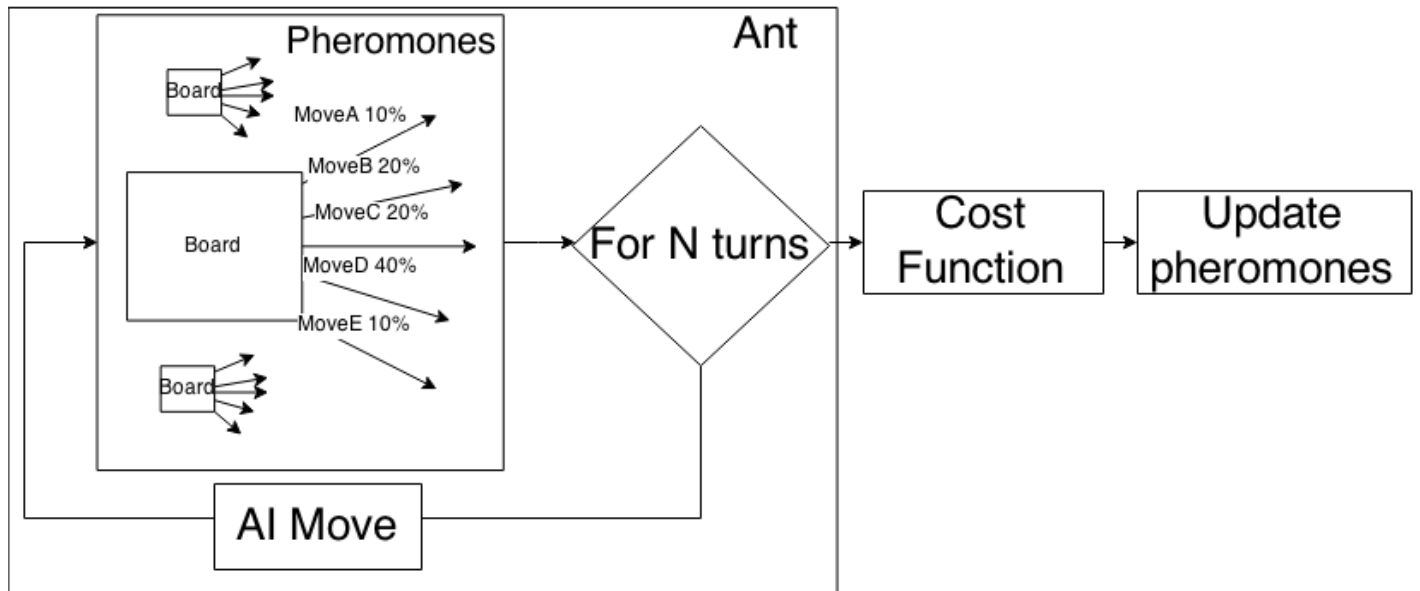 Pheromones
Ant
Board
MoveA 10%
MoveB 20%
MoveC 20%
Board
MoveD 40%
MoveE 10%
Board
For N turns
AI Move
Cost
Function
Update
pheromones